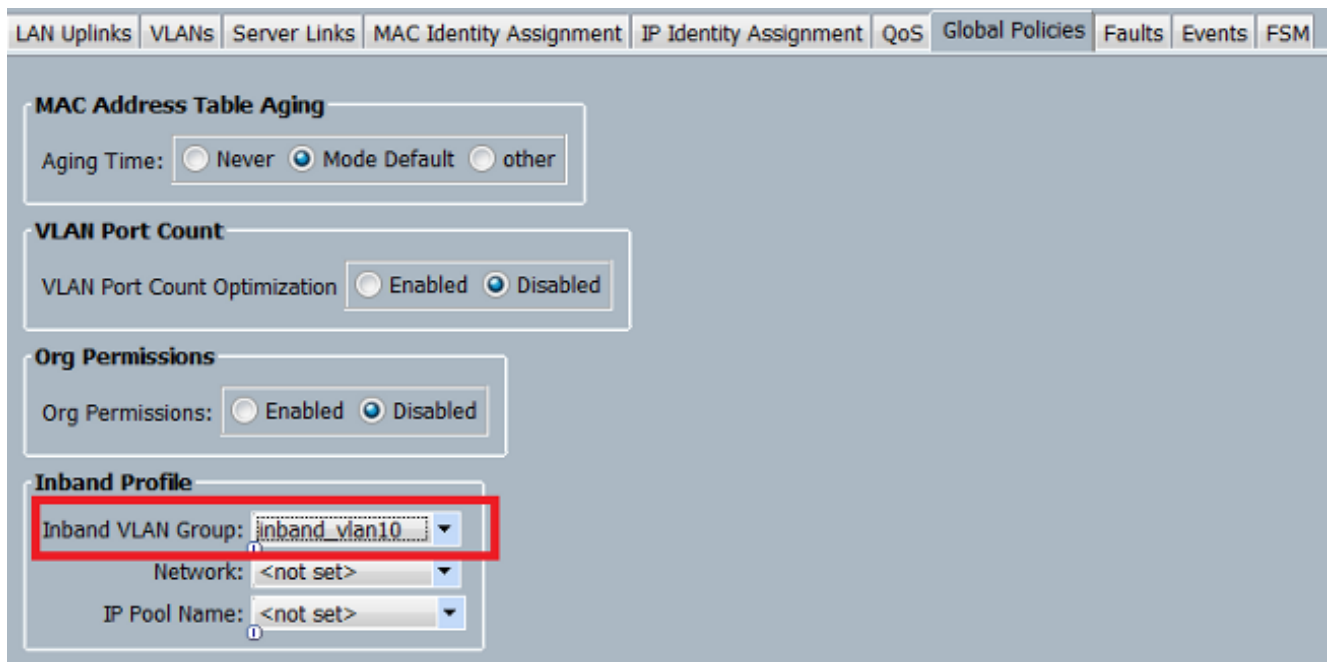 LAN Uplinks VLANs Server Links MAC Identity Assignment IP Identity Assignment QoS Global Policies Faults Events FSM
MAC Address Table Aging
Aging Time: Never Mode Default other
VLAN Port Count
VLAN Port Count Optimization Enabled Disabled
Org Permissions
Org Permissions: Enabled Disabled
Inband Profile
Inband VLAN Group: inband_vlan10
Network: <not set>
IP Pool Name: <not set>